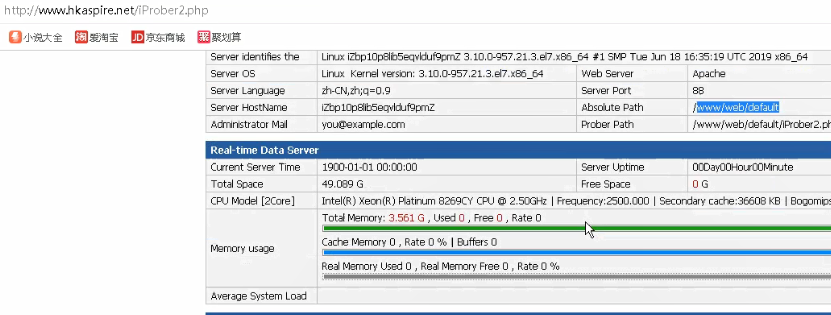 http://www.hkaspire.net/iProber2.php
小说大全 淘 爱淘宝 JD 京东商城 聚 聚划算
Server identifies the Linux iZbp10p8lib5eqvlduf9prnZ 3.10.0-957.21.3.el7.x86_64 #1 SMP Tue Jun 18 16:35:19 UTC 2019 x86_64
Server OS Linux Kernel version: 3.10.0-957.21.3.el7.x86_64 Web Server Apache
Server Language zh-CN,zh;q=0.9 Server Port 88
Server HostName iZbp10p8lib5eqvlduf9prnZ Absolute Path /www/web/default
Administrator Mail you@example.com Prober Path /www/web/default/iProber2.ph
Real-time Data Server
Current Server Time 1900-01-01 00:00:00 Server Uptime 00Day00Hour00Minute
Total Space 49.089 G Free Space 0 G
CPU Model [2Core] Intel(R) Xeon(R) Platinum 8269CY CPU @ 2.50GHz | Frequency:2500.000 | Secondary cache:36608 KB | Bogomips
Total Memory: 3.561 G , Used 0 , Free 0 , Rate 0
Cache Memory 0 , Rate 0 % | Buffers 0
Memory usage
Real Memory Used 0 , Real Memory Free 0 , Rate 0 %
Average System Load